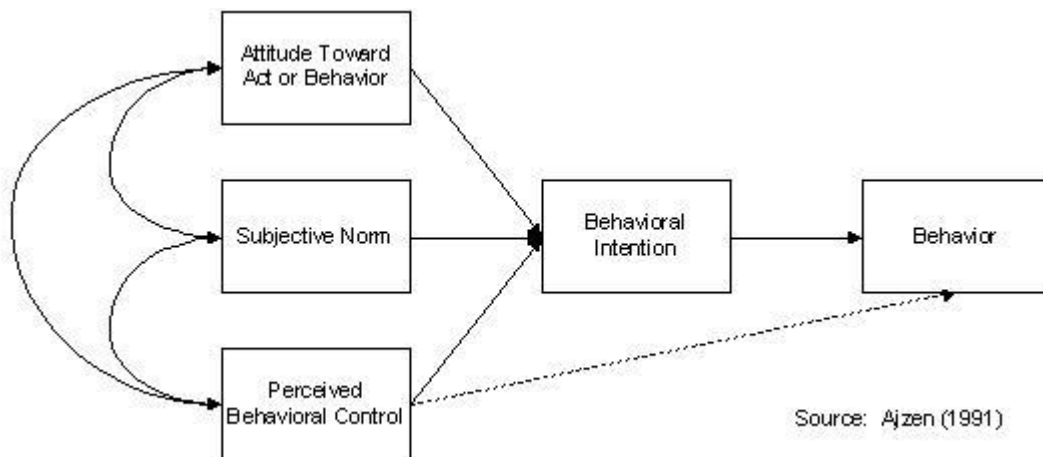 Attitude Toward
Act or Behavior
Subjective Norm
Behavioral
Intention
Behavior
Perceived
Behavioral Control
Source: Ajzen (1991)